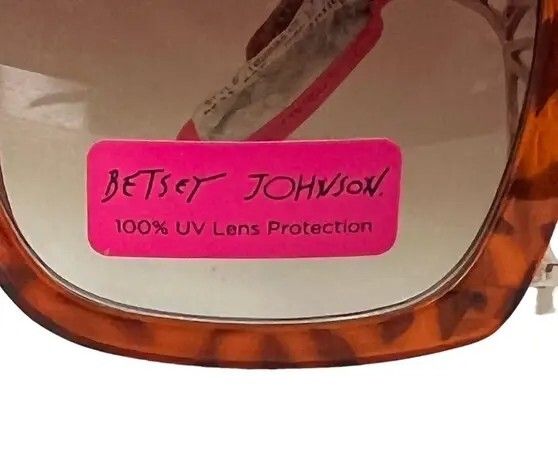 BETSEY JOHNSON.
100% UV Lens Protection